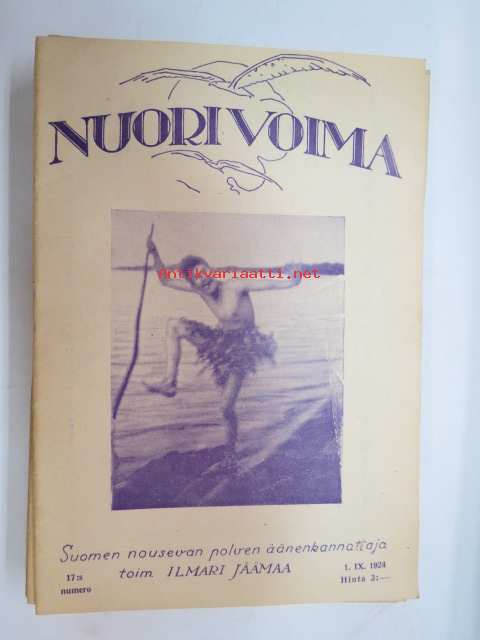 NUORI VOIMA
antikvariaatti.net
Suomen nousevan polven äänenkannattaja
17:s toim. ILMARI JÄÄMAA 1. IX. 1924
numero Hinta 3:—